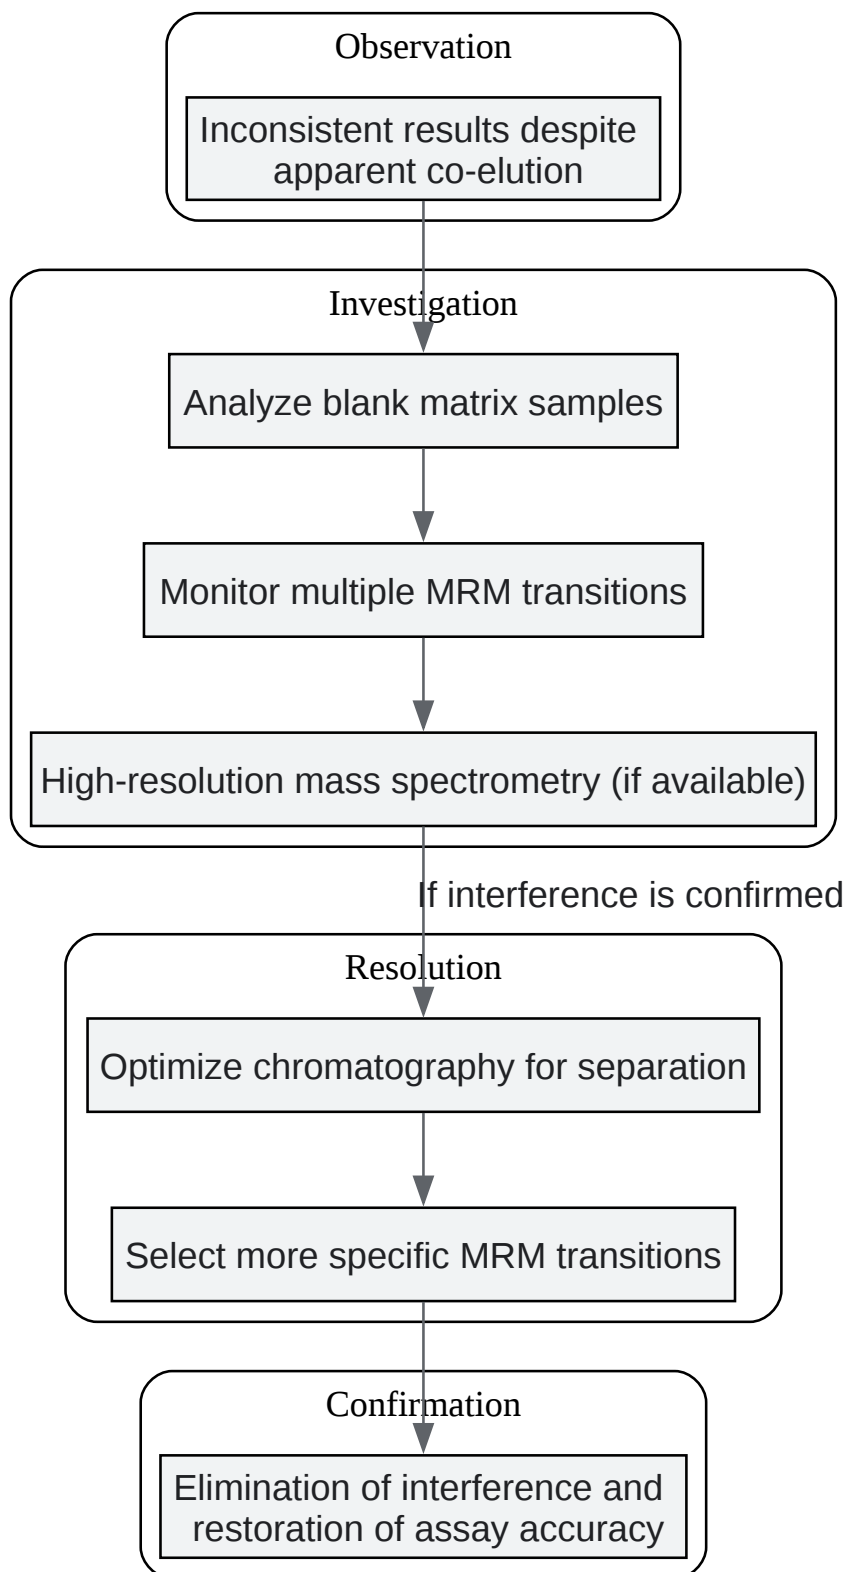 Observation
Inconsistent results despite
apparent co-elution
Investigation
Analyze blank matrix samples
Monitor multiple MRM transitions
High-resolution mass spectrometry (if available)
If interference is confirmed
Resolution
Optimize chromatography for separation
Select more specific MRM transitions
Confirmation
Elimination of interference and
restoration of assay accuracy